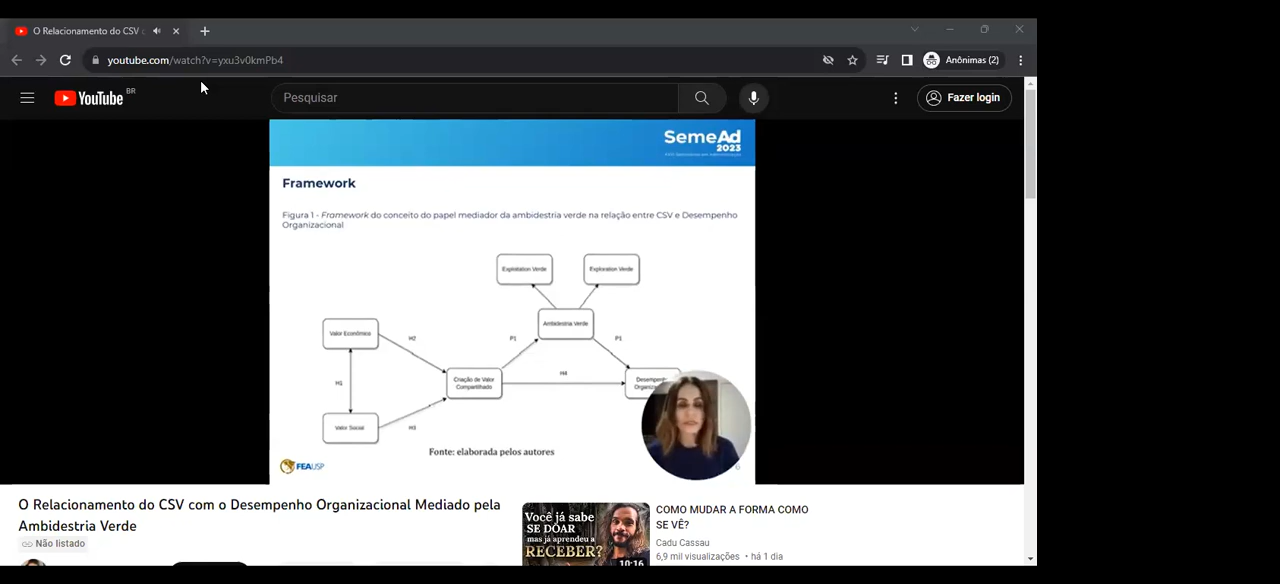 O Relacionamento do CSV c
youtube.com/watch?v=yxu3v0kmPb4
Anônimas (2)
YouTube BR
Pesquisar
Fazer login
SemeAd
2023
Framework
Figura 1 - Framework do conceito do papel mediador da ambidestria verde na relação entre CSV e Desempenho
Organizacional
Exploitation Verde
Exploration Verde
Ambidestria Verde
Valor Econômico
H2
P1
P1
H1
Criação de Valor
Compartilhado
H4
Desempenh
Organizac
Valor Social
H3
Fonte: elaborada pelos autores
FEAUSP
6
O Relacionamento do CSV com o Desempenho Organizacional Mediado pela
Ambidestria Verde
Não listado
Você já sabe
SE DOAR
mas já aprendeu a
RECEBER?
10:16
COMO MUDAR A FORMA COMO
SE VÊ?
Cadu Cassau
6,9 mil visualizações • há 1 dia